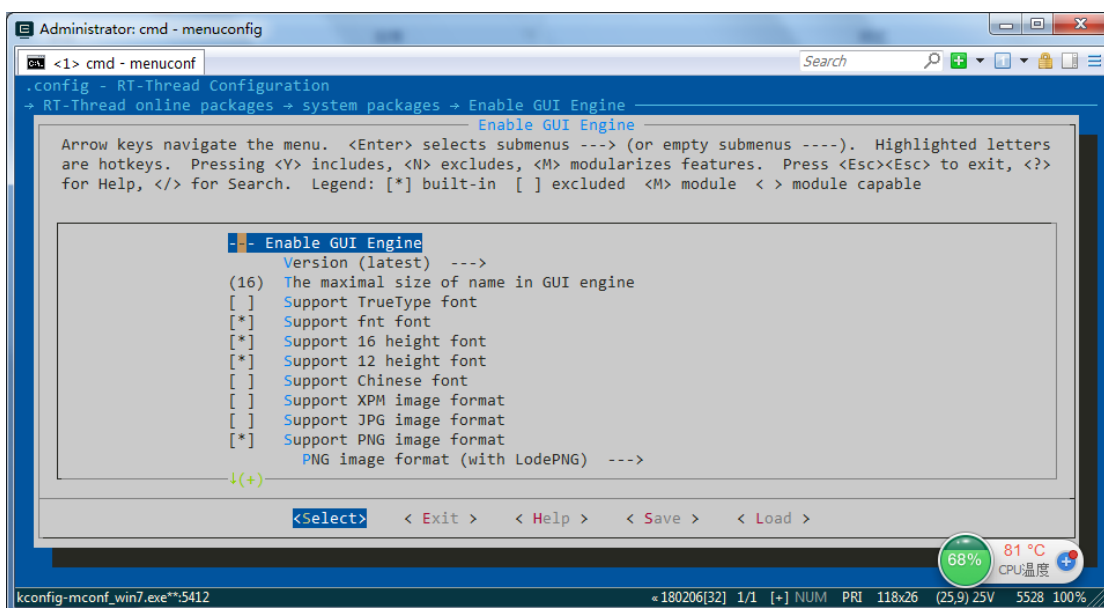 Administrator: cmd - menuconfig
<1> cmd - menuconf
Search
.config - RT-Thread Configuration
→ RT-Thread online packages → system packages → Enable GUI Engine
Enable GUI Engine
Arrow keys navigate the menu.  <Enter> selects submenus ---> (or empty submenus ----).  Highlighted letters
are hotkeys.  Pressing <Y> includes, <N> excludes, <M> modularizes features.  Press <Esc><Esc> to exit, <?>
for Help, </> for Search.  Legend: [*] built-in  [ ] excluded  <M> module  < > module capable
--- Enable GUI Engine
Version (latest)  --->
(16)  The maximal size of name in GUI engine
[ ]   Support TrueType font
[*]   Support fnt font
[*]   Support 16 height font
[*]   Support 12 height font
[ ]   Support Chinese font
[ ]   Support XPM image format
[ ]   Support JPG image format
[*]   Support PNG image format
PNG image format (with LodePNG)  --->
↓(+)
<Select>    < Exit >    < Help >    < Save >    < Load >
68%
81 °C
CPU温度
kconfig-mconf_win7.exe**:5412
« 180206[32]  1/1  [+] NUM  PRI  118x26  (25,9) 25V  5528  100%